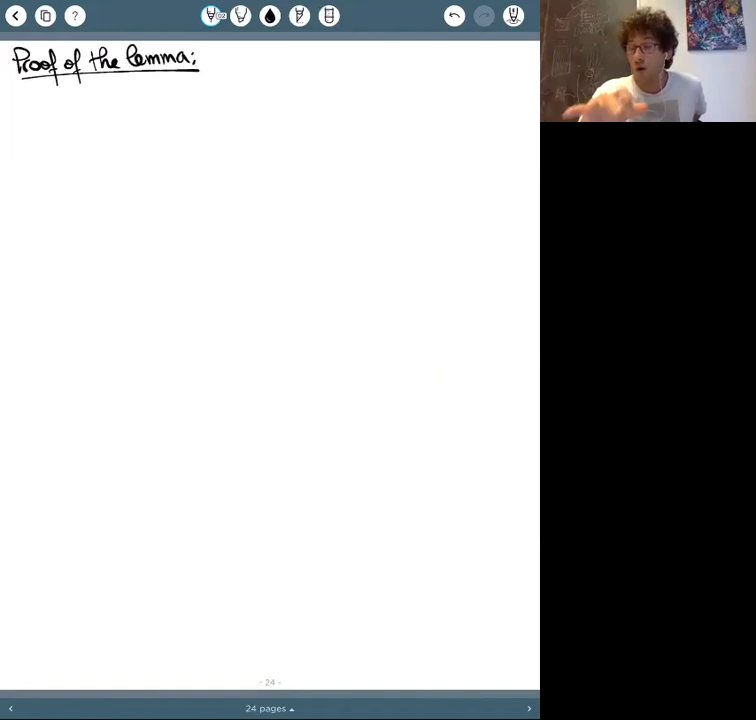 Proof of the lemma:
- 24 -
24 pages